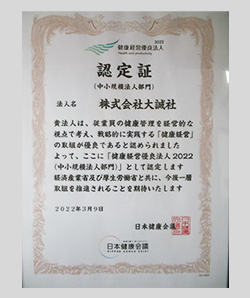 2022
健康経営優良法人
Health and productivity
認定証
(中小規模法人部門)
法人名 株式会社大誠社
貴法人は、従業員の健康管理を経営的な
視点で考え、戦略的に実践する「健康経営」
の取組が優良であると認められました
よって、ここに「健康経営優良法人2022
(中小規模法人部門)」として認定します
経済産業省及び厚生労働省と共に、今後一層
取組を推進されることを期待いたします
2022年3月9日
日本健康会議
日本健康会議
NIPPON KENKO KAIGI